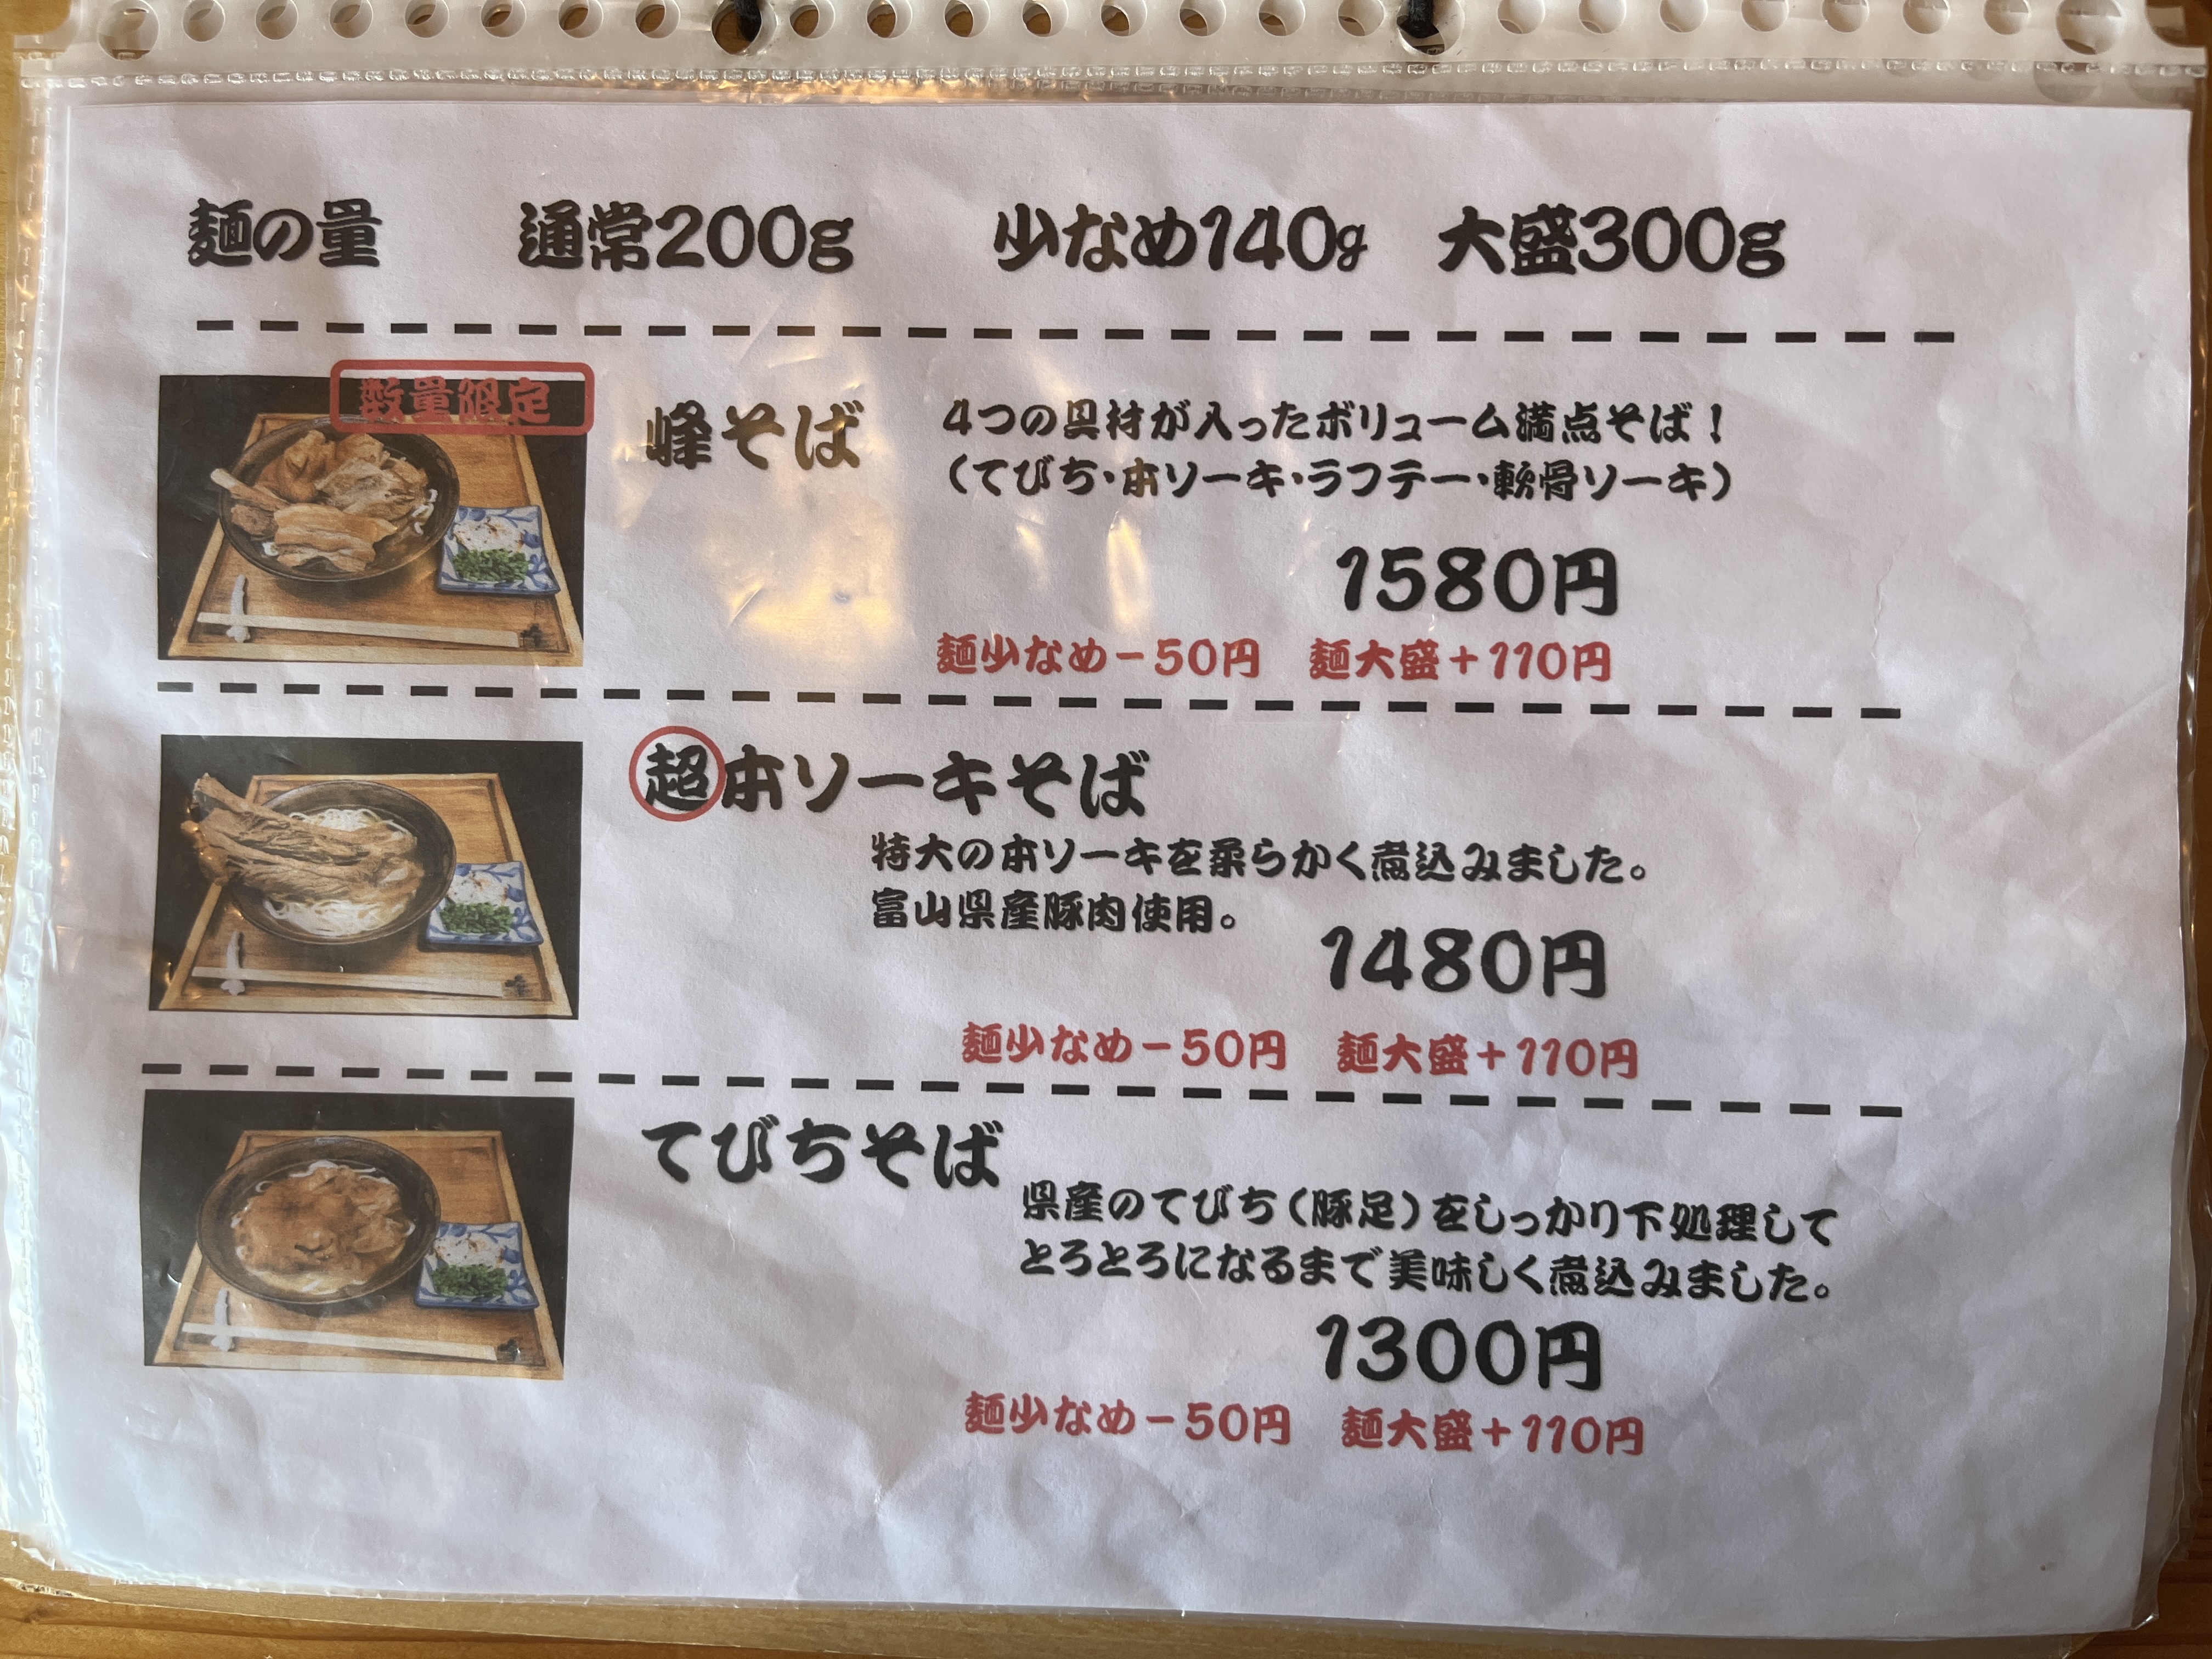 麺の量 通常200g 少なめ140g 大盛300g
数量限定
峰そば
4つの具材が入ったボリューム満点そば！
（てびち・本ソーキ・ラフテー・軟骨ソーキ）
1580円
麺少なめ－50円 麺大盛＋110円
超本ソーキそば
特大の本ソーキを柔らかく煮込みました。
富山県産豚肉使用。
1480円
麺少なめ－50円 麺大盛＋110円
てびちそば
県産のてびち（豚足）をしっかり下処理して
とろとろになるまで美味しく煮込みました。
1300円
麺少なめ－50円 麺大盛＋110円